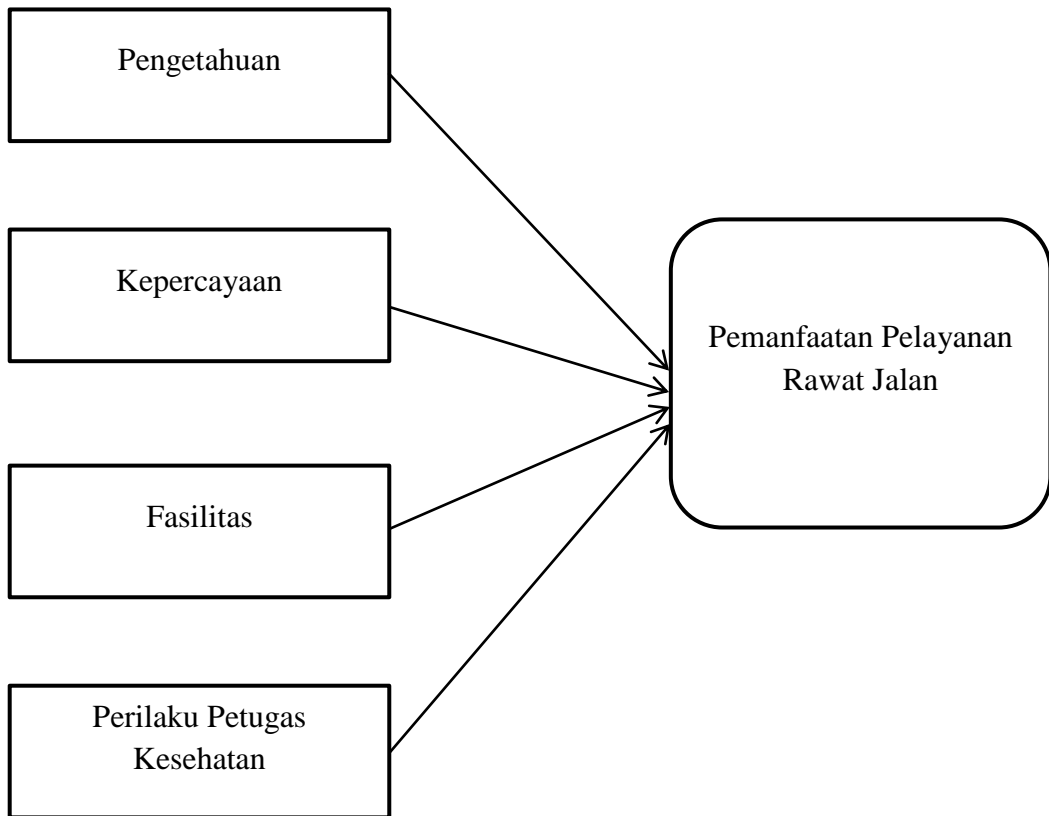 Pengetahuan
Kepercayaan
Pemanfaatan Pelayanan
Rawat Jalan
Fasilitas
Perilaku Petugas
Kesehatan